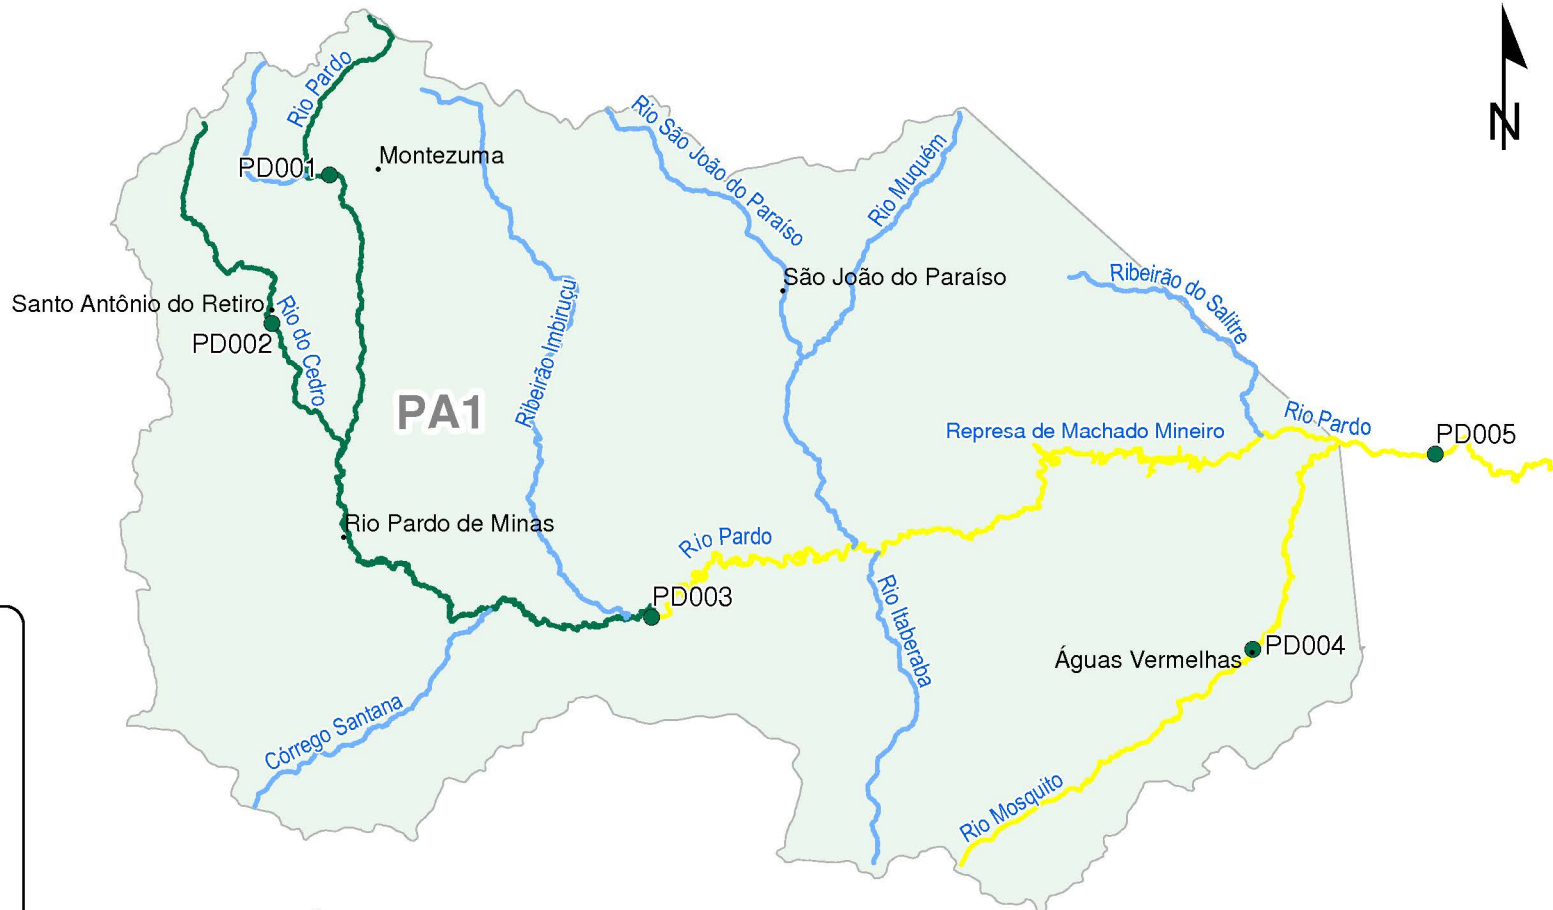 N
Rio Pardo
Rio São João do Paraíso
Rio Muquém
PD001
Montezuma
São João do Paraíso
Ribeirão do Salitre
Santo Antônio do Retiro
Rio do Cedro
PD002
Ribeirão Imbiruçu
PA1
Represa de Machado Mineiro
Rio Pardo
PD005
Rio Pardo de Minas
Rio Pardo
PD003
Rio Itaberaba
PD004
Águas Vermelhas
Córrego Santana
Rio Mosquito